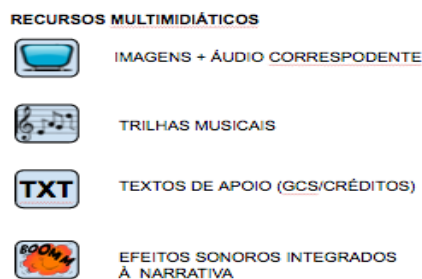 RECURSOS MULTIMIDIÁTICOS
IMAGENS + ÁUDIO CORRESPODENTE
TRILHAS MUSICAIS
TXT
TEXTOS DE APOIO (GCS/CRÉDITOS)
BOOMM
EFEITOS SONOROS INTEGRADOS
À NARRATIVA